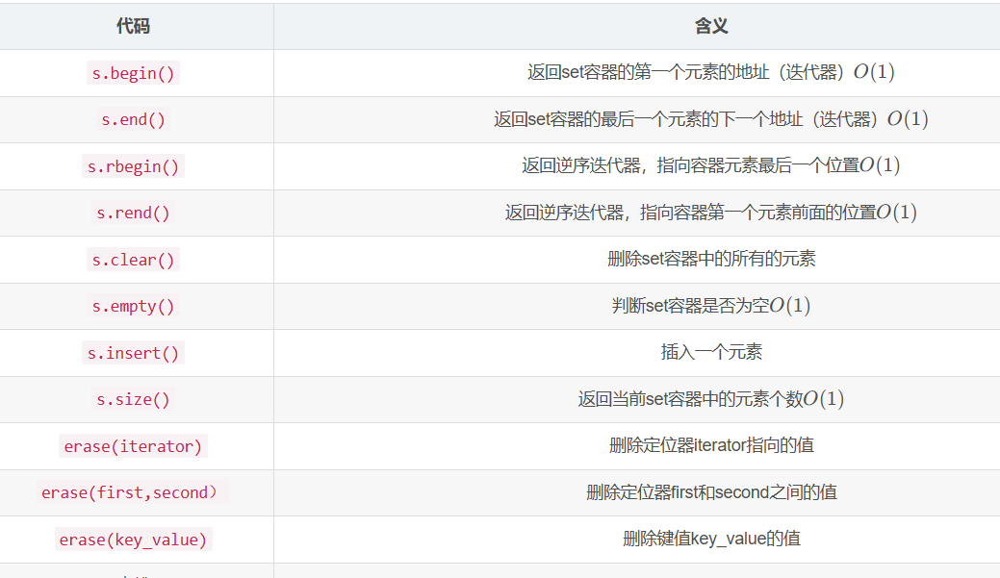 代码 含义
s.begin() 返回set容器的第一个元素的地址（迭代器）O(1)
s.end() 返回set容器的最后一个元素的下一个地址（迭代器）O(1)
s.rbegin() 返回逆序迭代器，指向容器元素最后一个位置O(1)
s.rend() 返回逆序迭代器，指向容器第一个元素前面的位置O(1)
s.clear() 删除set容器中的所有的元素
s.empty() 判断set容器是否为空O(1)
s.insert() 插入一个元素
s.size() 返回当前set容器中的元素个数O(1)
erase(iterator) 删除定位器iterator指向的值
erase(first,second） 删除定位器first和second之间的值
erase(key_value) 删除键值key_value的值